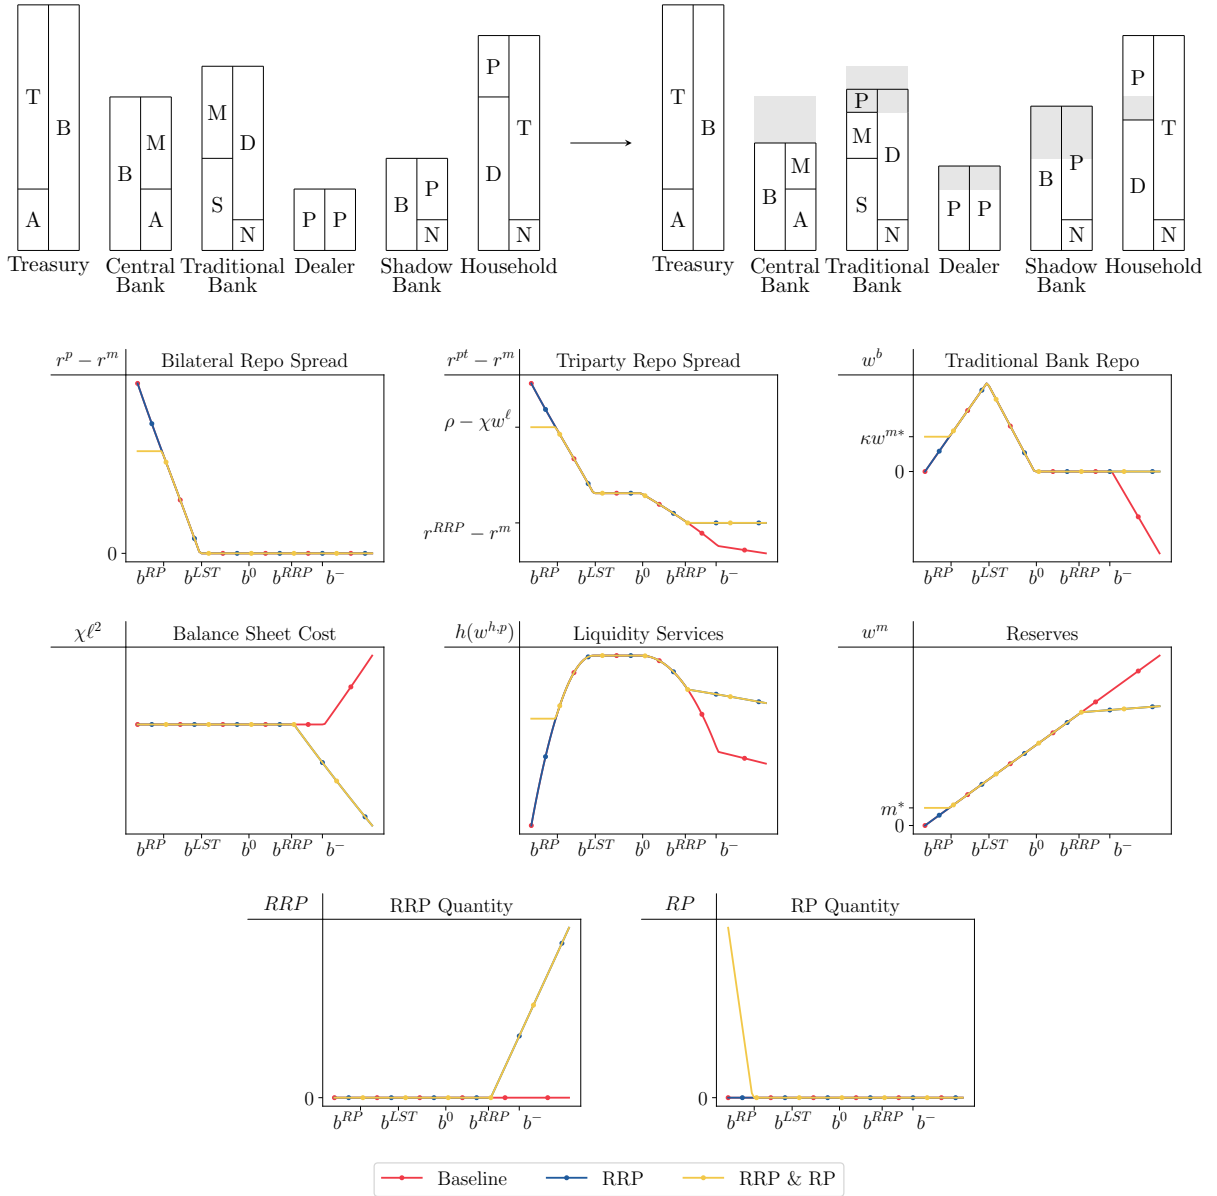 T
B
A
Treasury
B
M
A
Central
Bank
M
D
S
N
Traditional
Bank
P
P
Dealer
B
P
N
Shadow
Bank
P
T
D
N
Household
T
B
A
Treasury
B
M
A
Central
Bank
P
M
D
S
N
Traditional
Bank
P
P
Dealer
B
P
N
Shadow
Bank
P
T
D
N
Household
r^p − r^m
Bilateral Repo Spread
0
b^{RP} b^{LST} b^0 b^{RRP} b^−
r^{pt} − r^m
Triparty Repo Spread
ρ − χw^ℓ
r^{RRP} − r^m
b^{RP} b^{LST} b^0 b^{RRP} b^−
w^b
Traditional Bank Repo
κw^{m*}
0
b^{RP} b^{LST} b^0 b^{RRP} b^−
χℓ^2
Balance Sheet Cost
b^{RP} b^{LST} b^0 b^{RRP} b^−
h(w^{h,p})
Liquidity Services
b^{RP} b^{LST} b^0 b^{RRP} b^−
w^m
Reserves
m*
0
b^{RP} b^{LST} b^0 b^{RRP} b^−
RRP
RRP Quantity
0
b^{RP} b^{LST} b^0 b^{RRP} b^−
RP
RP Quantity
0
b^{RP} b^{LST} b^0 b^{RRP} b^−
Baseline RRP RRP & RP